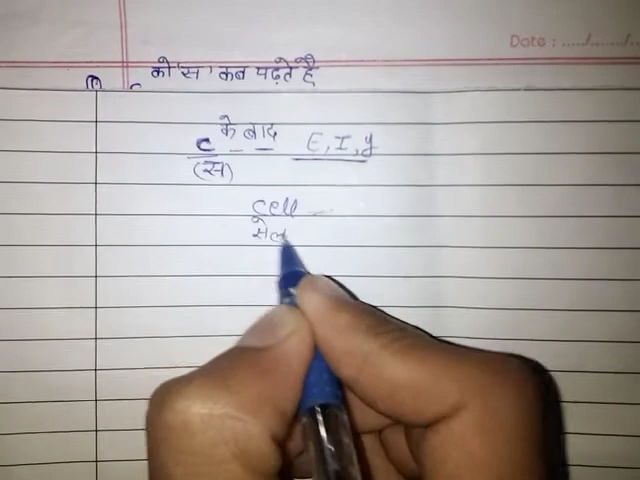 Date : ...../......./...
c को 'स' कब पढ़ते है
c के बाद E, I, y
(स)
cell
सेल